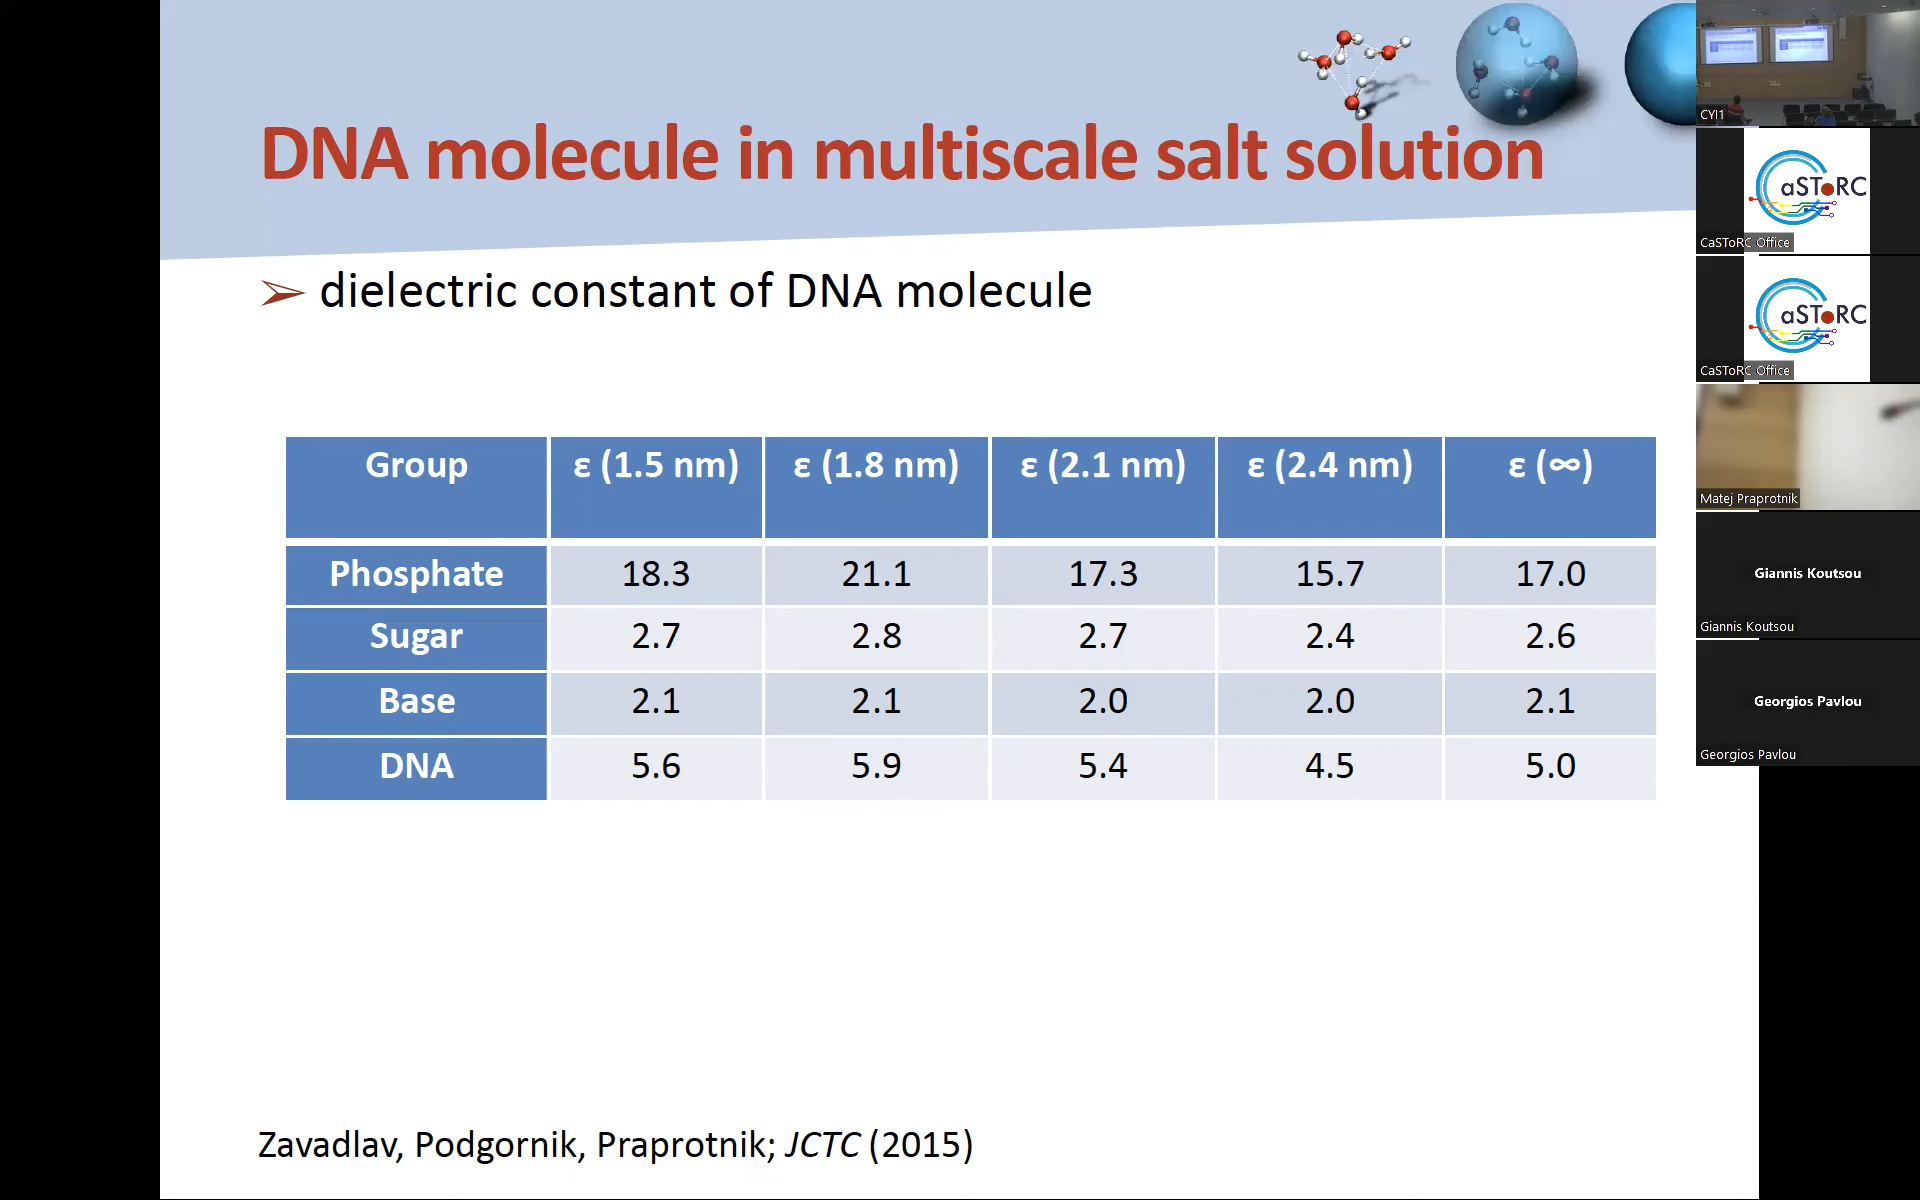 DNA molecule in multiscale salt solution
➢ dielectric constant of DNA molecule
Group ε (1.5 nm) ε (1.8 nm) ε (2.1 nm) ε (2.4 nm) ε (∞)
Phosphate 18.3 21.1 17.3 15.7 17.0
Sugar 2.7 2.8 2.7 2.4 2.6
Base 2.1 2.1 2.0 2.0 2.1
DNA 5.6 5.9 5.4 4.5 5.0
Zavadlav, Podgornik, Praprotnik; JCTC (2015)
CYI1
aSToRC
CaSToRC Office
aSToRC
CaSToRC Office
Matej Praprotnik
Giannis Koutsou
Giannis Koutsou
Georgios Pavlou
Georgios Pavlou